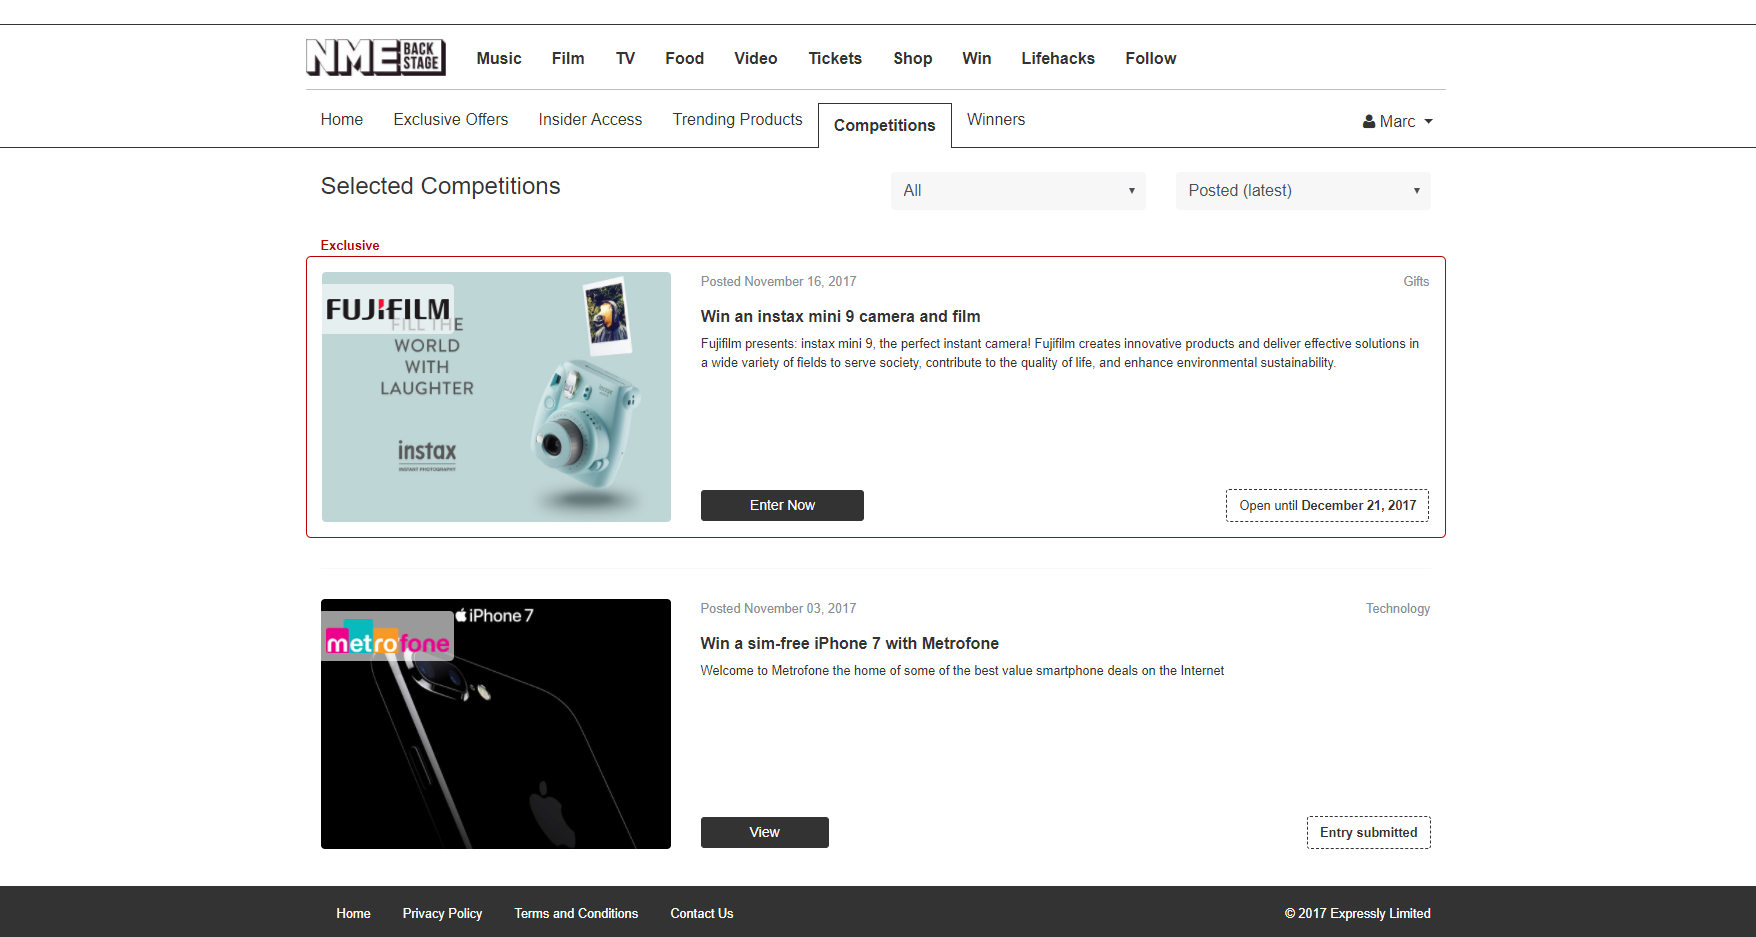 NME BACK STAGE
Music Film TV Food Video Tickets Shop Win Lifehacks Follow
Home Exclusive Offers Insider Access Trending Products Competitions Winners Marc
Selected Competitions
All
Posted (latest)
Exclusive
FUJIFILM
FILL THE
WORLD
WITH
LAUGHTER
instax
INSTANT PHOTOGRAPHY
Posted November 16, 2017
Gifts
Win an instax mini 9 camera and film
Fujifilm presents: instax mini 9, the perfect instant camera! Fujifilm creates innovative products and deliver effective solutions in
a wide variety of fields to serve society, contribute to the quality of life, and enhance environmental sustainability.
Enter Now
Open until December 21, 2017
iPhone 7
metrofone
Posted November 03, 2017
Technology
Win a sim-free iPhone 7 with Metrofone
Welcome to Metrofone the home of some of the best value smartphone deals on the Internet
View
Entry submitted
Home Privacy Policy Terms and Conditions Contact Us
© 2017 Expressly Limited